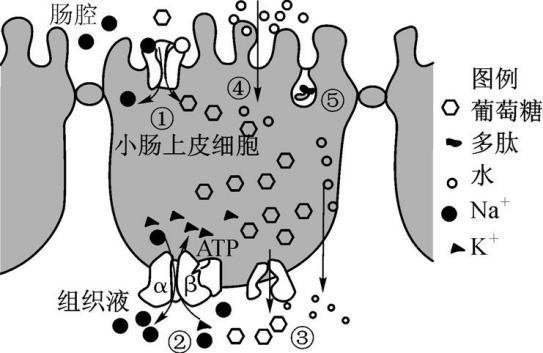 肠腔
④
⑤
①
小肠上皮细胞
ATP
α
β
组织液
②
③
图例
葡萄糖
多肽
水
Na⁺
K⁺